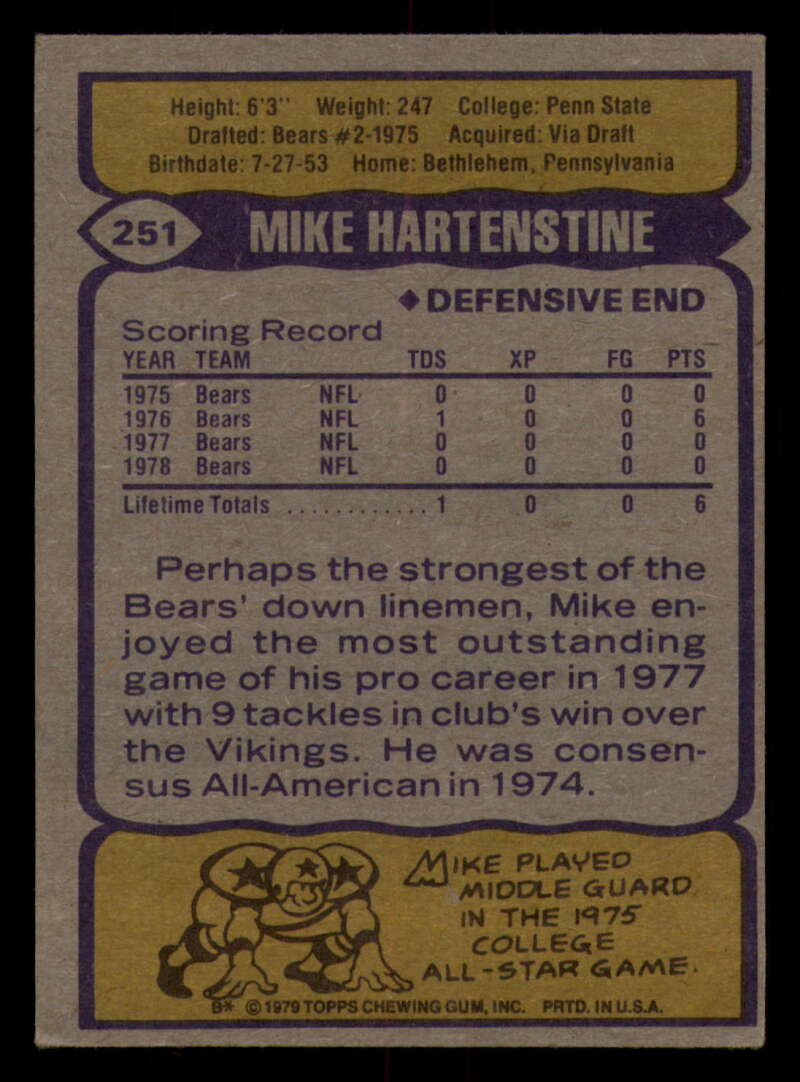 Height: 6'3" Weight: 247 College: Penn State
Drafted: Bears #2-1975 Acquired: Via Draft
Birthdate: 7-27-53 Home: Bethlehem, Pennsylvania
251 MIKE HARTENSTINE
♦ DEFENSIVE END
Scoring Record
YEAR TEAM TDS XP FG PTS
1975 Bears NFL 0 0 0 0
1976 Bears NFL 1 0 0 6
1977 Bears NFL 0 0 0 0
1978 Bears NFL 0 0 0 0
Lifetime Totals ............ 1 0 0 6
Perhaps the strongest of the
Bears' down linemen, Mike en-
joyed the most outstanding
game of his pro career in 1977
with 9 tackles in club's win over
the Vikings. He was consen-
sus All-American in 1974.
MIKE PLAYED
MIDDLE GUARD
IN THE 1975
COLLEGE
ALL-STAR GAME.
B* © 1979 TOPPS CHEWING GUM, INC. PRTD. IN U.S.A.